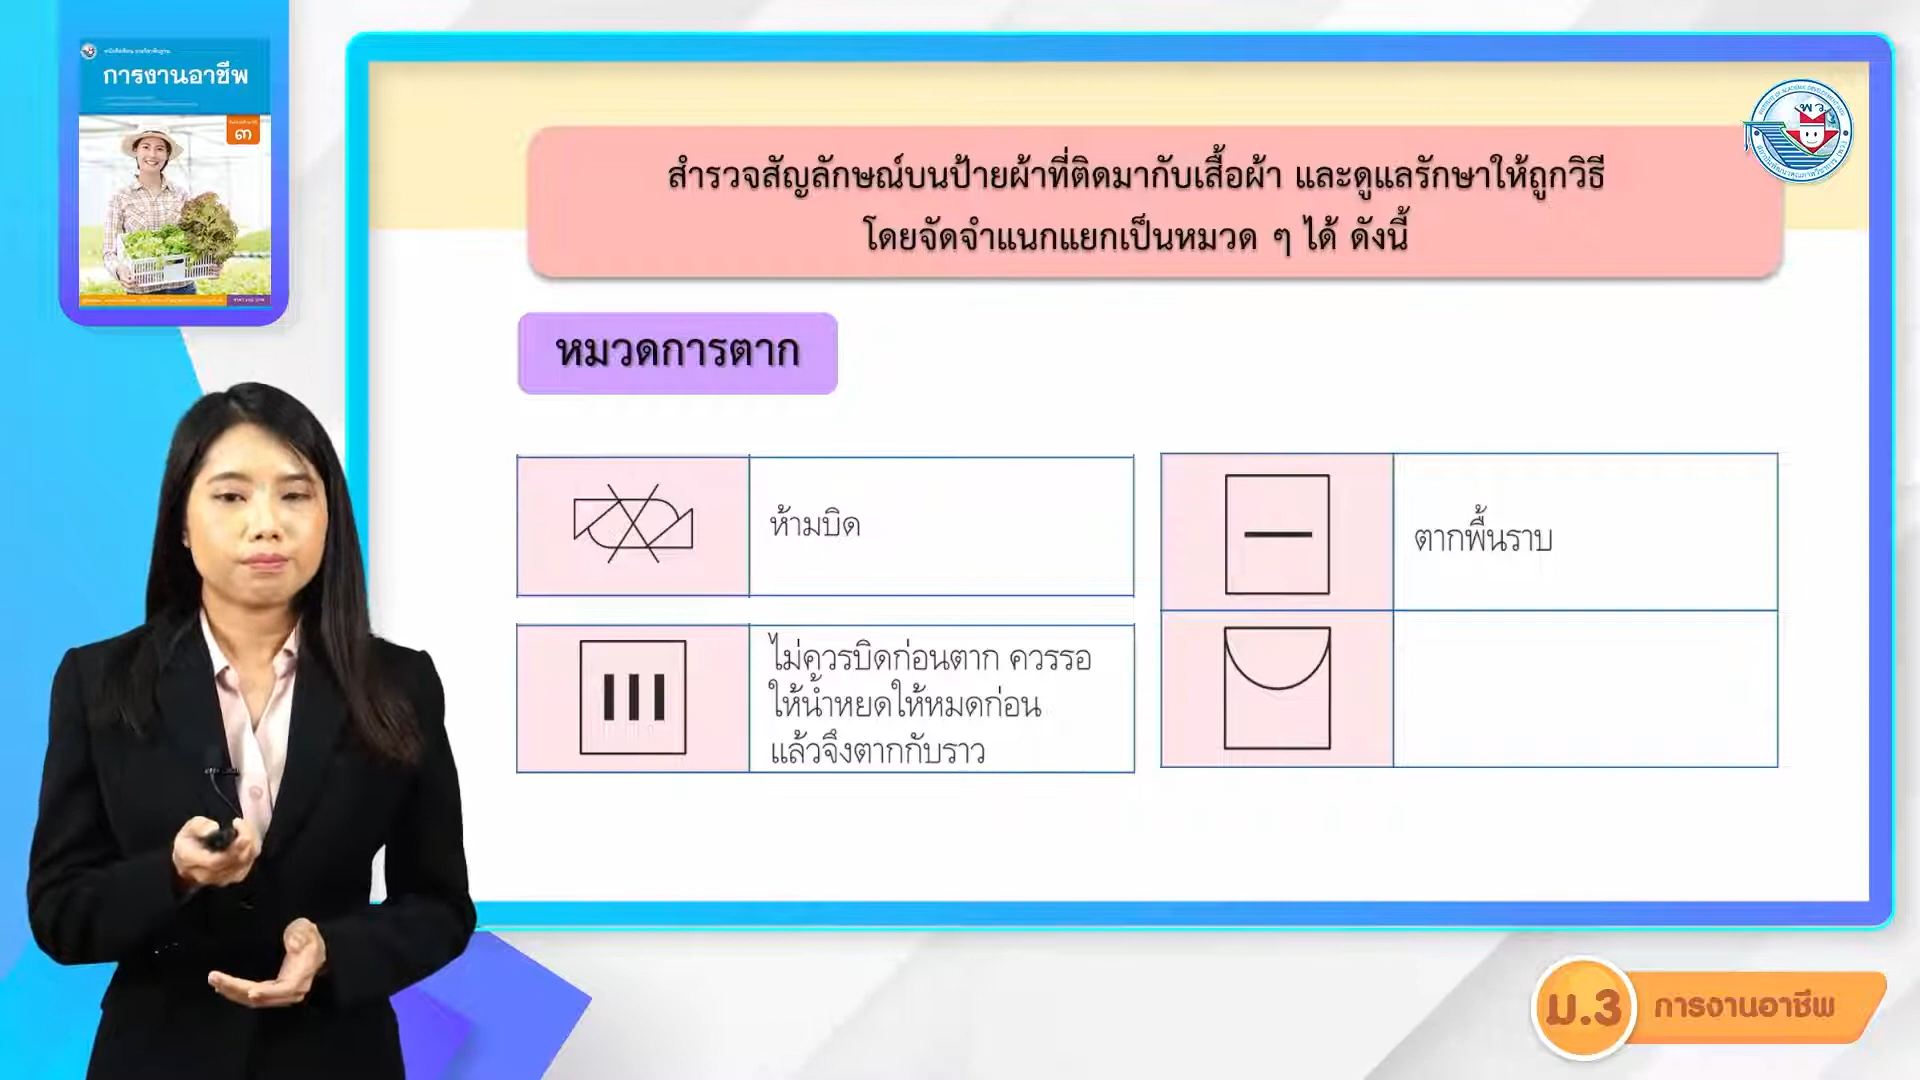 การงานอาชีพ
๓
สำรวจสัญลักษณ์บนป้ายผ้าที่ติดมากับเสื้อผ้า และดูแลรักษาให้ถูกวิธี
โดยจัดจำแนกแยกเป็นหมวด ๆ ได้ ดังนี้
พว
หมวดการตาก
ห้ามบิด
ตากพื้นราบ
ไม่ควรบิดก่อนตาก ควรรอ
ให้น้ำหยดให้หมดก่อน
แล้วจึงตากกับราว
ม.3 การงานอาชีพ